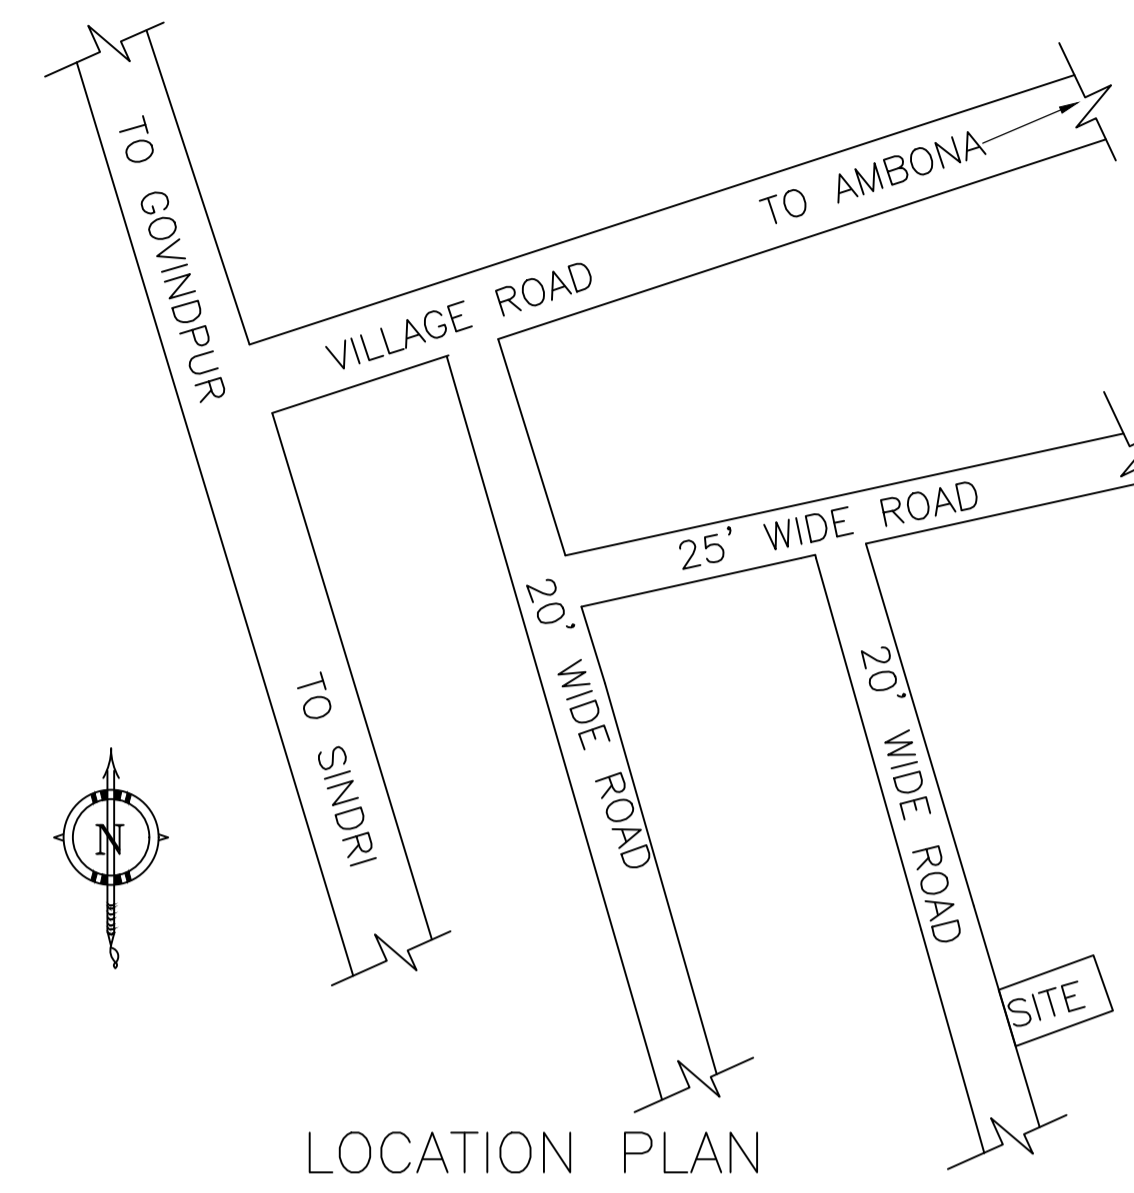 TO GOVINDPUR
TO AMBONA
VILLAGE ROAD
25' WIDE ROAD
20' WIDE ROAD
20' WIDE ROAD
TO SINDRI
N
SITE
LOCATION PLAN